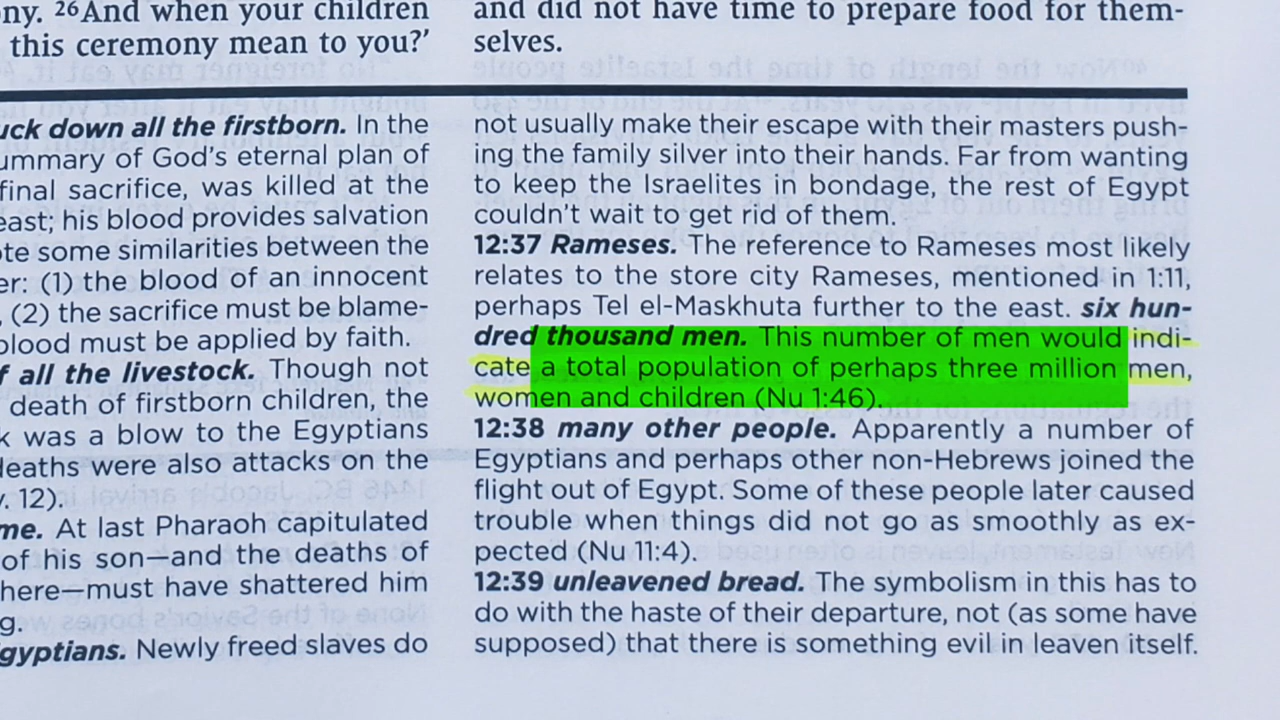 ny. ²⁶And when your children
this ceremony mean to you?’
uck down all the firstborn. In the
ummary of God’s eternal plan of
final sacrifice, was killed at the
east; his blood provides salvation
ote some similarities between the
er: (1) the blood of an innocent
, (2) the sacrifice must be blame-
blood must be applied by faith.
f all the livestock. Though not
death of firstborn children, the
k was a blow to the Egyptians
deaths were also attacks on the
v. 12).
me. At last Pharaoh capitulated
of his son—and the deaths of
here—must have shattered him
g.
gyptians. Newly freed slaves do
and did not have time to prepare food for them-
selves.
not usually make their escape with their masters push-
ing the family silver into their hands. Far from wanting
to keep the Israelites in bondage, the rest of Egypt
couldn’t wait to get rid of them.
12:37 Rameses. The reference to Rameses most likely
relates to the store city Rameses, mentioned in 1:11,
perhaps Tel el-Maskhuta further to the east. six hun-
dred thousand men. This number of men would indi-
cate a total population of perhaps three million men,
women and children (Nu 1:46).
12:38 many other people. Apparently a number of
Egyptians and perhaps other non-Hebrews joined the
flight out of Egypt. Some of these people later caused
trouble when things did not go as smoothly as ex-
pected (Nu 11:4).
12:39 unleavened bread. The symbolism in this has to
do with the haste of their departure, not (as some have
supposed) that there is something evil in leaven itself.